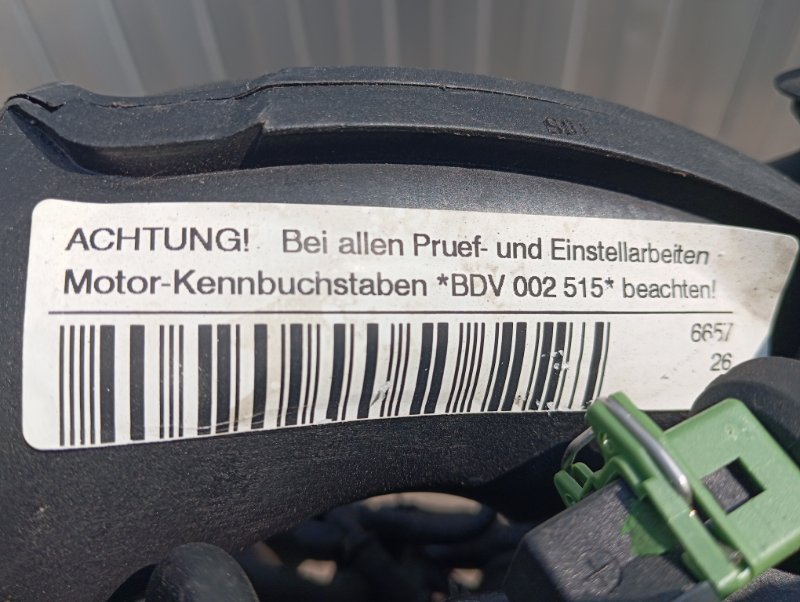 ACHTUNG! Bei allen Pruef- und Einstellarbeiten
Motor-Kennbuchstaben *BDV 002 515* beachten!
6657
26